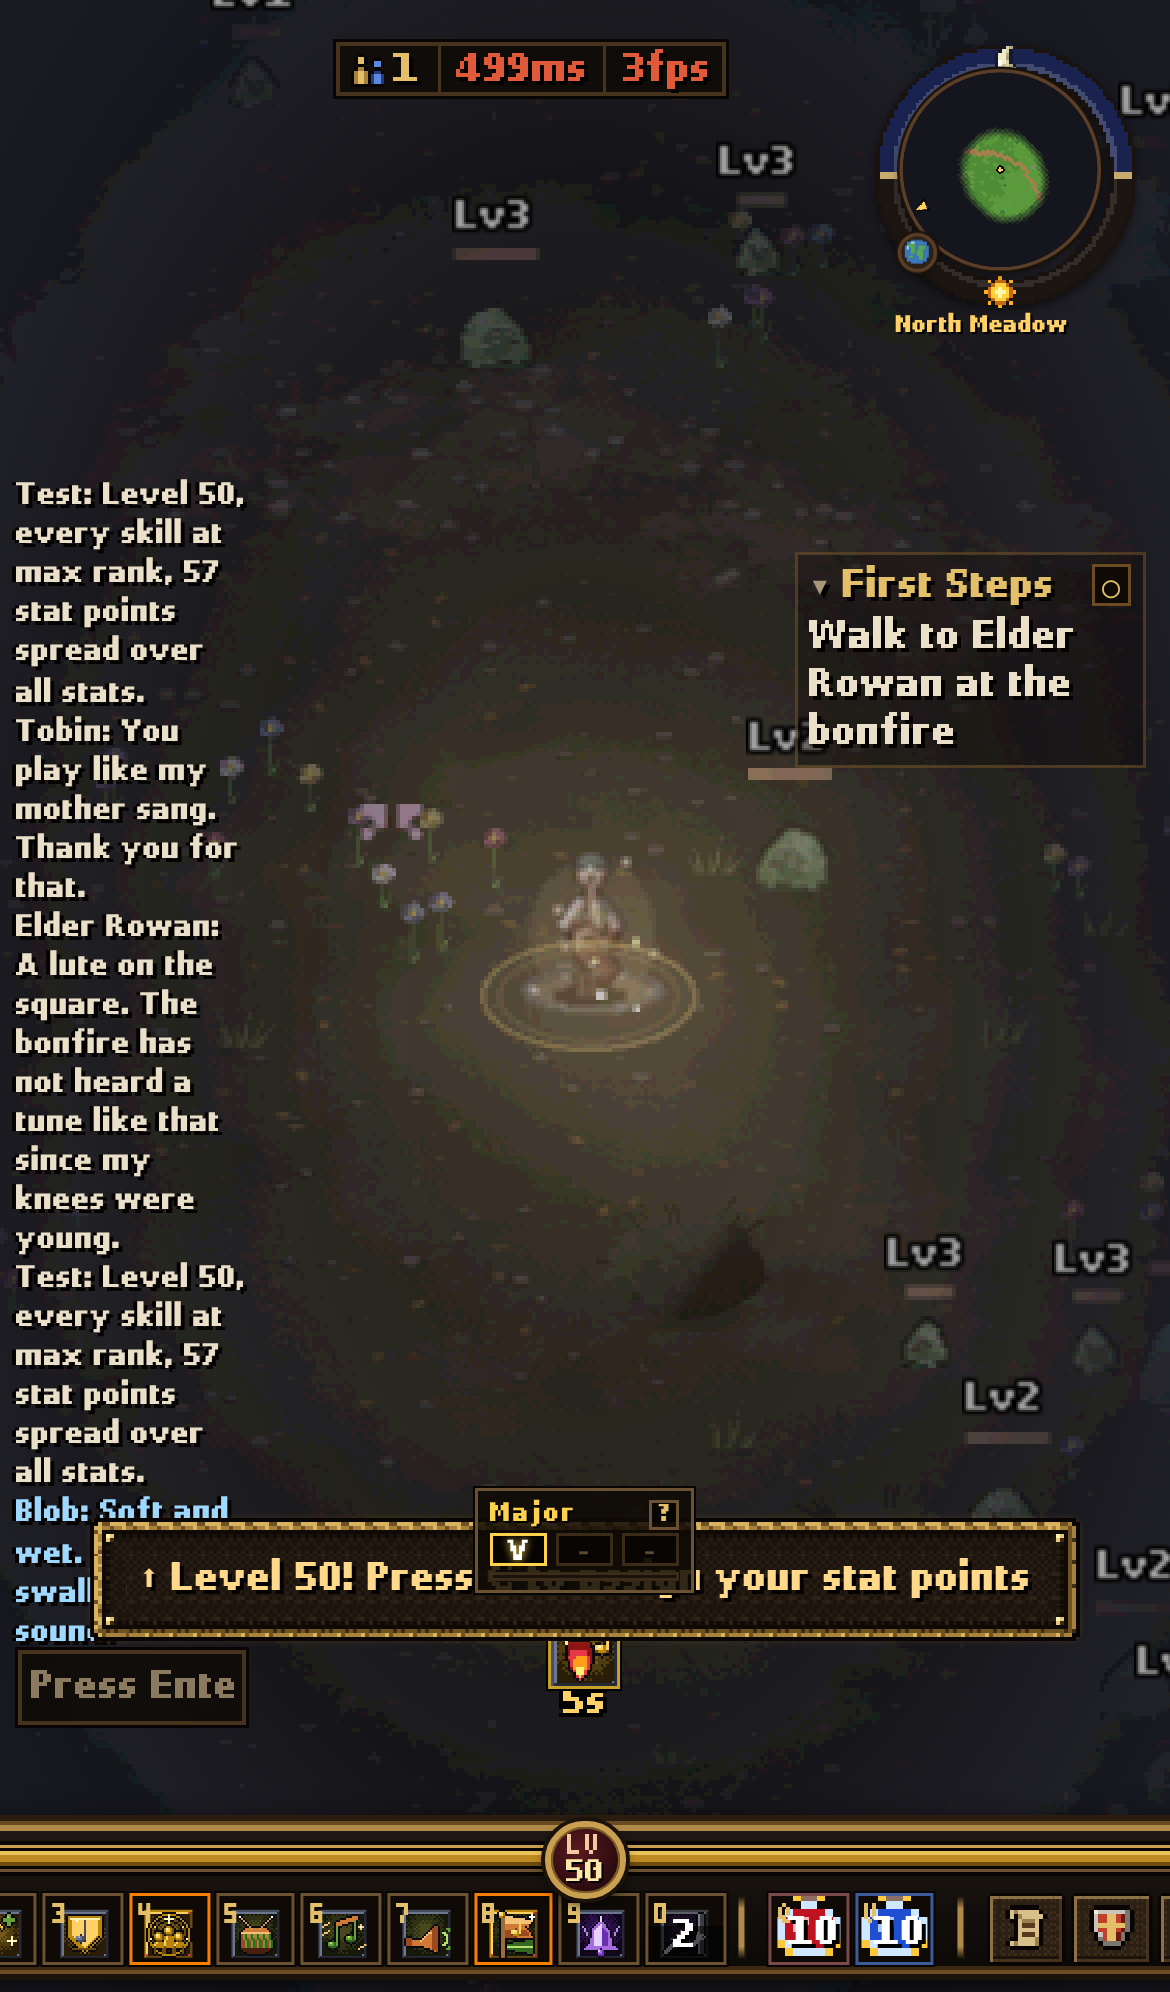 Lv1
1 499ms 3fps
Lv
Lv3
Lv3
North Meadow
Test: Level 50,
every skill at
max rank, 57
stat points
spread over
all stats.
Tobin: You
play like my
mother sang.
Thank you for
that.
Elder Rowan:
A lute on the
square. The
bonfire has
not heard a
tune like that
since my
knees were
young.
Test: Level 50,
every skill at
max rank, 57
stat points
spread over
all stats.
Blob: Soft and
wet.
First Steps
Walk to Elder
Rowan at the
bonfire
Lv3
Lv3
Lv2
Major ?
V - -
↑ Level 50! Press your stat points
Lv2
Lv
Press Ente
5s
LV
50
3 4 5 6 7 8 9 0 2 10 10